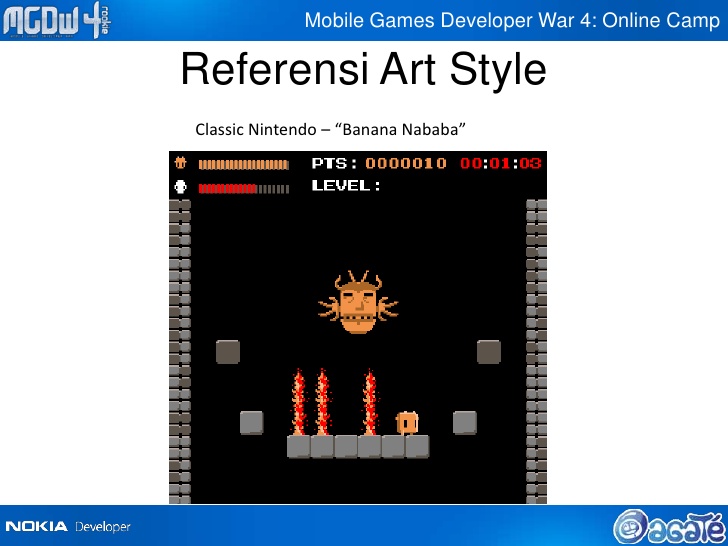 MGDW 4 rookie
Mobile Games Developer War 4: Online Camp
Referensi Art Style
Classic Nintendo – “Banana Nababa”
PTS: 0000010 00:01:03
LEVEL:
NOKIA Developer
agate